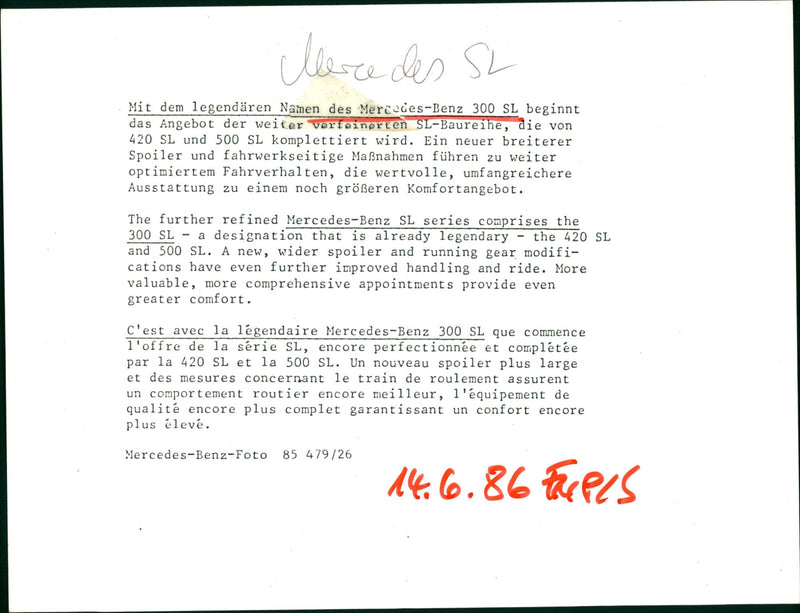 Mercedes SL
Mit dem legendären Namen des Mercedes-Benz 300 SL beginnt
das Angebot der weiter verfeinerten SL-Baureihe, die von
420 SL und 500 SL komplettiert wird. Ein neuer breiterer
Spoiler und fahrwerkseitige Maßnahmen führen zu weiter
optimiertem Fahrverhalten, die wertvolle, umfangreichere
Ausstattung zu einem noch größeren Komfortangebot.
The further refined Mercedes-Benz SL series comprises the
300 SL - a designation that is already legendary - the 420 SL
and 500 SL. A new, wider spoiler and running gear modifi-
cations have even further improved handling and ride. More
valuable, more comprehensive appointments provide even
greater comfort.
C'est avec la légendaire Mercedes-Benz 300 SL que commence
l'offre de la série SL, encore perfectionnée et complétée
par la 420 SL et la 500 SL. Un nouveau spoiler plus large
et des mesures concernant le train de roulement assurent
un comportement routier encore meilleur, l'équipement de
qualité encore plus complet garantissant un confort encore
plus élevé.
Mercedes-Benz-Foto 85 479/26
14.6.86